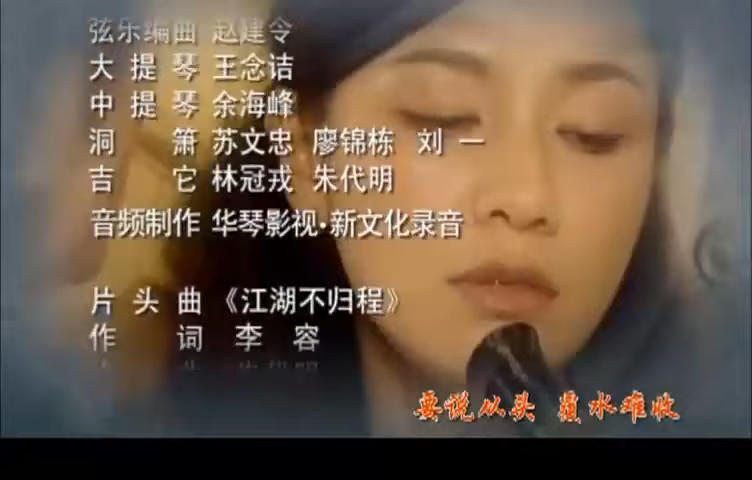 弦乐编曲 赵建令
大提琴 王念诘
中提琴 余海峰
洞箫 苏文忠 廖锦栋 刘一
吉它 林冠戎 朱代明
音频制作 华琴影视·新文化录音
片头曲《江湖不归程》
作词 李容
要说从头 覆水难收